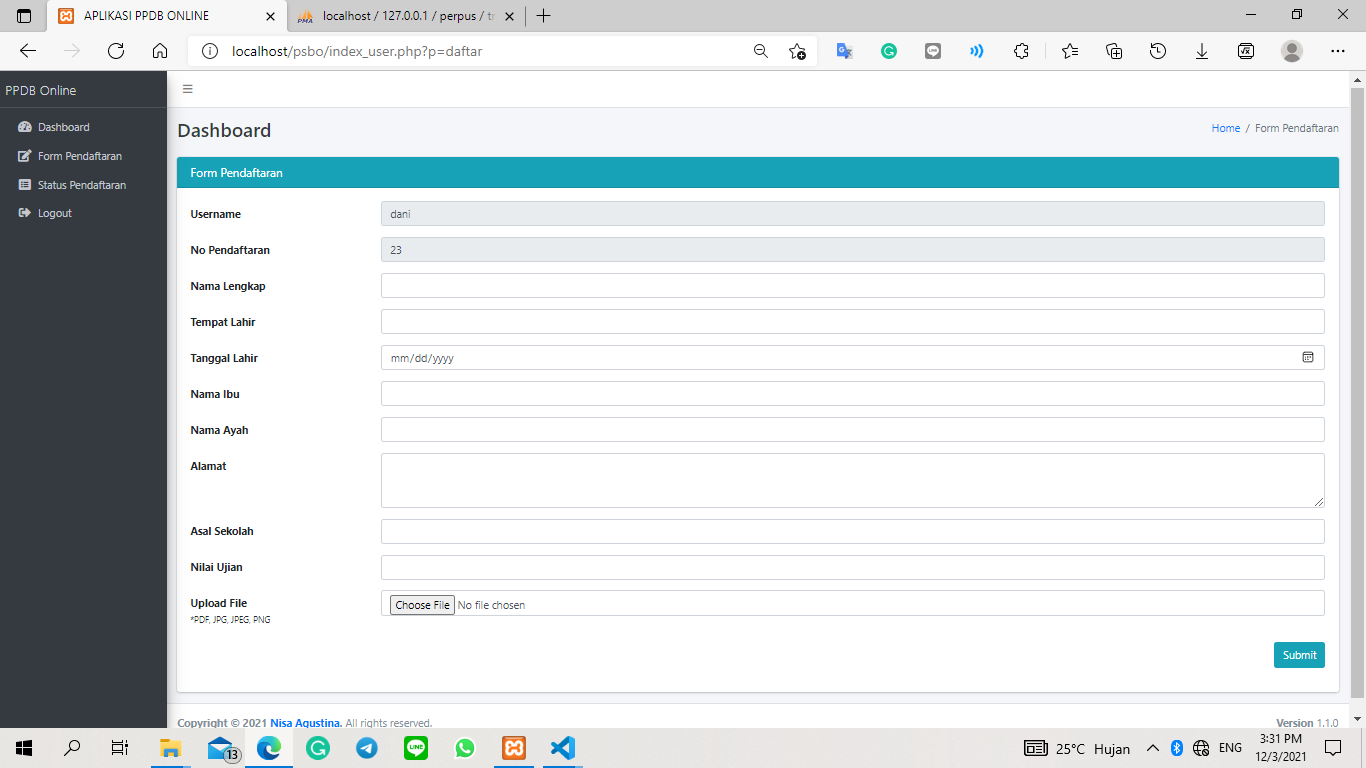 APLIKASI PPDB ONLINE
localhost / 127.0.0.1 / perpus / tr
localhost/psbo/index_user.php?p=daftar
PPDB Online
Dashboard
Form Pendaftaran
Status Pendaftaran
Logout
Dashboard
Home / Form Pendaftaran
Form Pendaftaran
Username
dani
No Pendaftaran
23
Nama Lengkap
Tempat Lahir
Tanggal Lahir
mm/dd/yyyy
Nama Ibu
Nama Ayah
Alamat
Asal Sekolah
Nilai Ujian
Upload File
Choose File No file chosen
*PDF, JPG, JPEG, PNG
Submit
Copyright © 2021 Nisa Agustina. All rights reserved.
Version 1.1.0
13
LINE
25°C Hujan
ENG
3:31 PM
12/3/2021